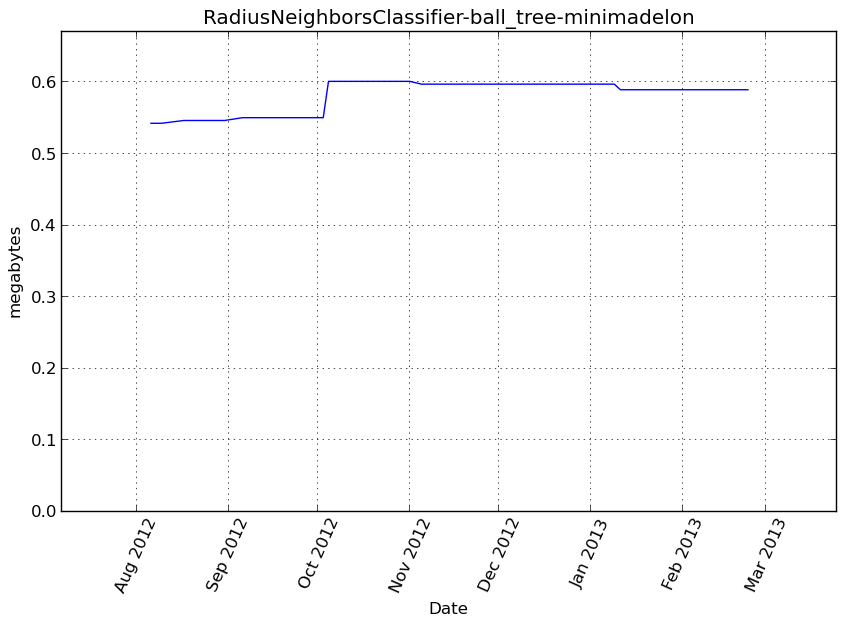 RadiusNeighborsClassifier-ball_tree-minimadelon
megabytes
0.6
0.5
0.4
0.3
0.2
0.1
0.0
Aug 2012
Sep 2012
Oct 2012
Nov 2012
Dec 2012
Jan 2013
Feb 2013
Mar 2013
Date